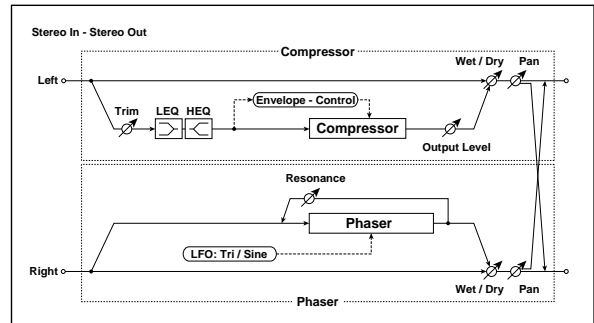 Stereo In - Stereo Out
Compressor
Wet / Dry
Pan
Left
Trim
LEQ
HEQ
Envelope - Control
Compressor
Output Level
Resonance
Phaser
LFO: Tri / Sine
Right
Wet / Dry
Pan
Phaser